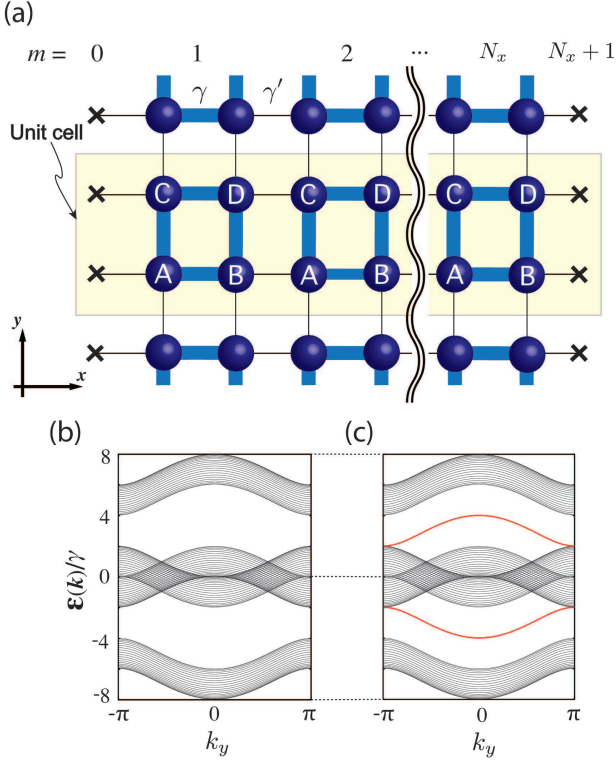 (a)
m = 0 1 2 ... N_x N_x + 1
γ γ′
Unit cell
C D C D C D
A B A B A B
y
x
(b) (c)
8
4
0
-4
-8
ε(k)/γ
-π 0 π -π 0 π
k_y k_y